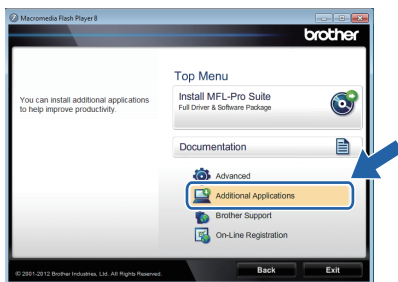 Macromedia Flash Player 8
brother
You can install additional applications
to help improve productivity.
Top Menu
Install MFL-Pro Suite
Full Driver & Software Package
Documentation
Advanced
Additional Applications
Brother Support
On-Line Registration
© 2001-2012 Brother Industries, Ltd. All Rights Reserved.
Back
Exit